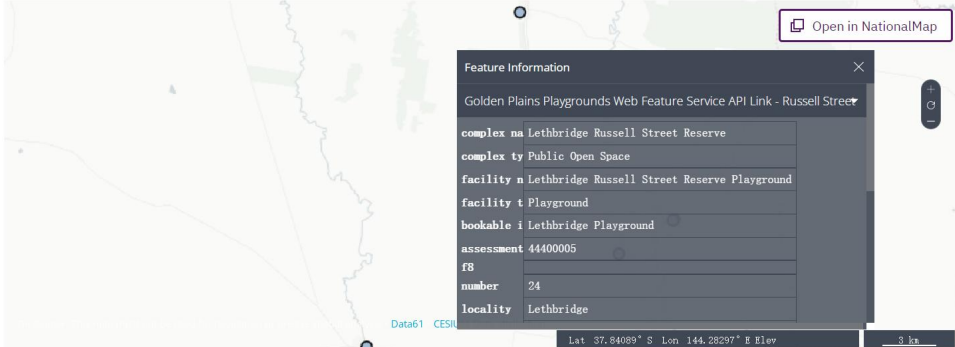 Open in NationalMap
Feature Information
Golden Plains Playgrounds Web Feature Service API Link - Russell Street
complex na Lethbridge Russell Street Reserve
complex ty Public Open Space
facility n Lethbridge Russell Street Reserve Playground
facility t Playground
bookable i Lethbridge Playground
assessment 44400005
f8
number 24
locality Lethbridge
Data61 CESIU
Lat 37.84089° S Lon 144.28297° E Elev
3 km